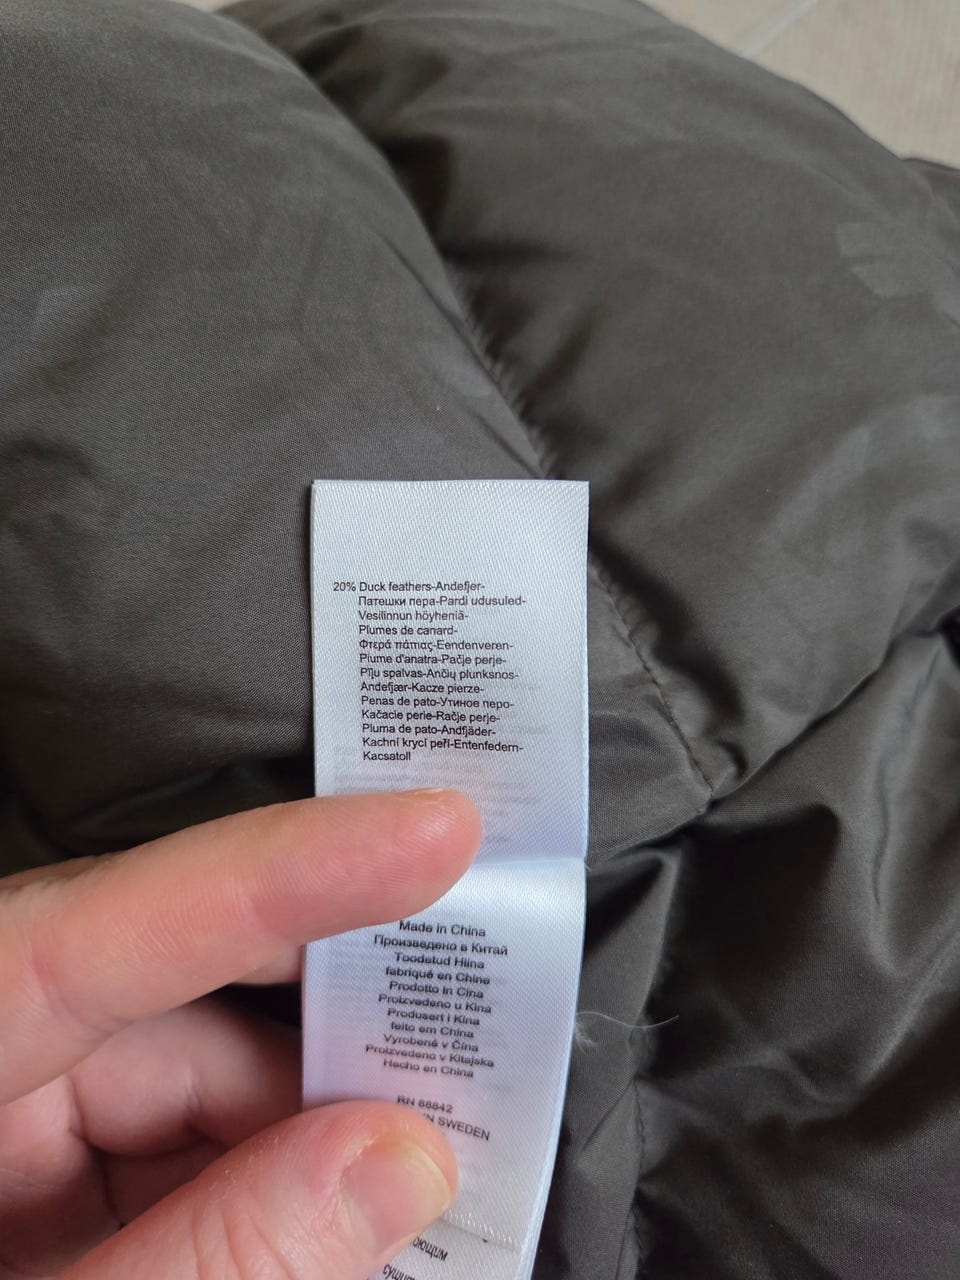 20% Duck feathers-Andefjer-
Патешки пера-Pardi udusuled-
Vesilinnun höyheniä-
Plumes de canard-
Φτερά πάπιας-Eendenveren-
Piume d'anatra-Pačje perje-
Pīļu spalvas-Ančių plunksnos-
Andefjær-Kacze pierze-
Penas de pato-Утиное перо-
Kačacie perie-Račje perje-
Pluma de pato-Andfjäder-
Kachní krycí peří-Entenfedern-
Kacsatoll
Made in China
Произведено в Китай
Toodetud Hiina
fabriqué en Chine
Prodotto in Cina
Proizvedeno u Kina
Produsert i Kina
feito em China
Vyrobené v Čína
Proizvedeno v Kitajska
Hecho en China
RN 88842
IN SWEDEN